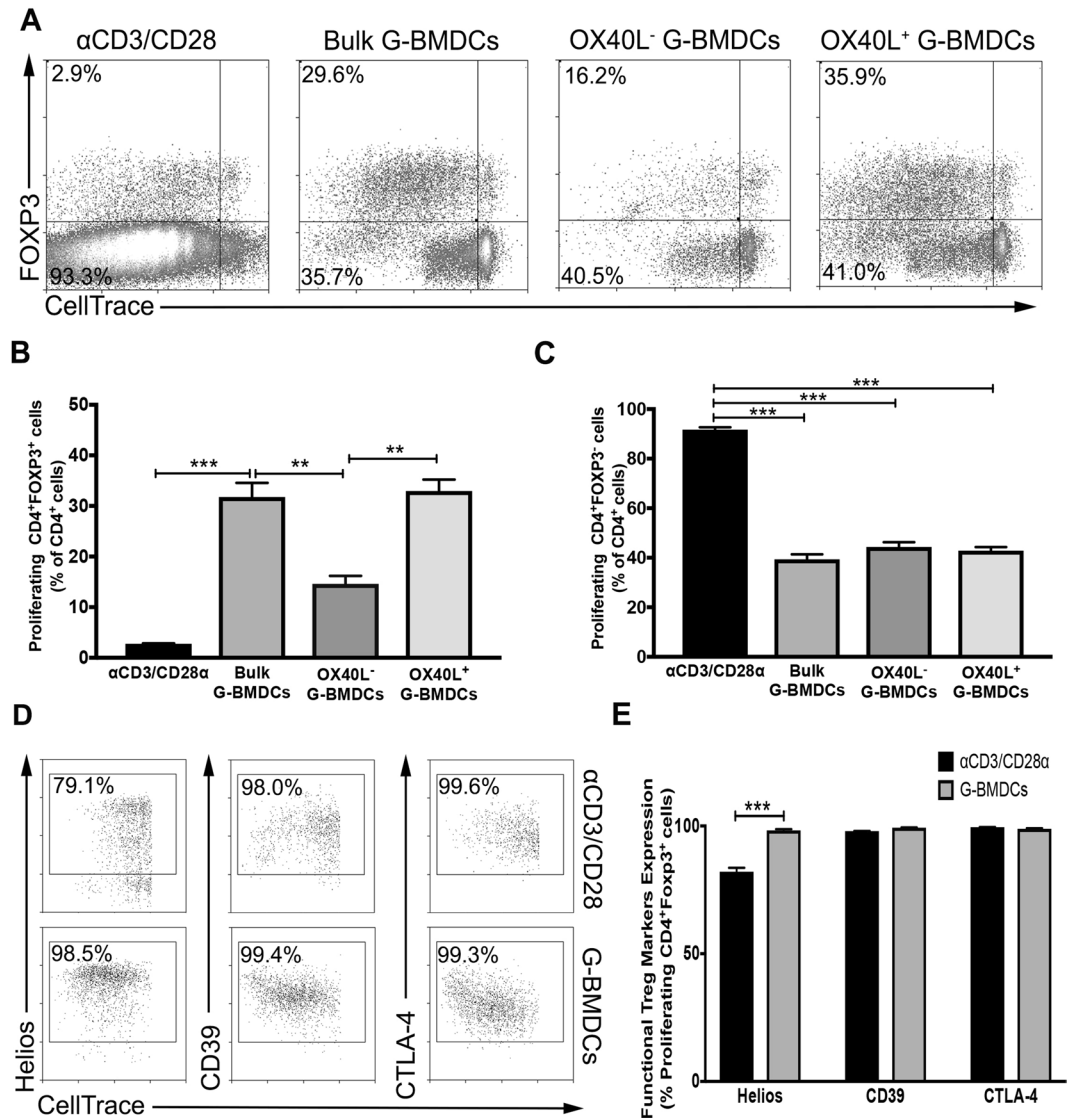 A
αCD3/CD28
Bulk G-BMDCs
OX40L⁻ G-BMDCs
OX40L⁺ G-BMDCs
2.9%
29.6%
16.2%
35.9%
93.3%
35.7%
40.5%
41.0%
FOXP3
CellTrace
B
Proliferating CD4⁺FOXP3⁺ cells
(% of CD4⁺ cells)
50
40
30
20
10
0
***
**
**
αCD3/CD28α
Bulk
G-BMDCs
OX40L⁻
G-BMDCs
OX40L⁺
G-BMDCs
C
Proliferating CD4⁺FOXP3⁻ cells
(% of CD4⁺ cells)
100
80
60
40
20
0
***
***
***
αCD3/CD28α
Bulk
G-BMDCs
OX40L⁻
G-BMDCs
OX40L⁺
G-BMDCs
D
79.1%
98.0%
99.6%
αCD3/CD28
98.5%
99.4%
99.3%
G-BMDCs
Helios
CD39
CTLA-4
CellTrace
E
αCD3/CD28α
G-BMDCs
Functional Treg Markers Expression
(% Proliferating CD4⁺Foxp3⁺ cells)
100
50
0
***
Helios
CD39
CTLA-4